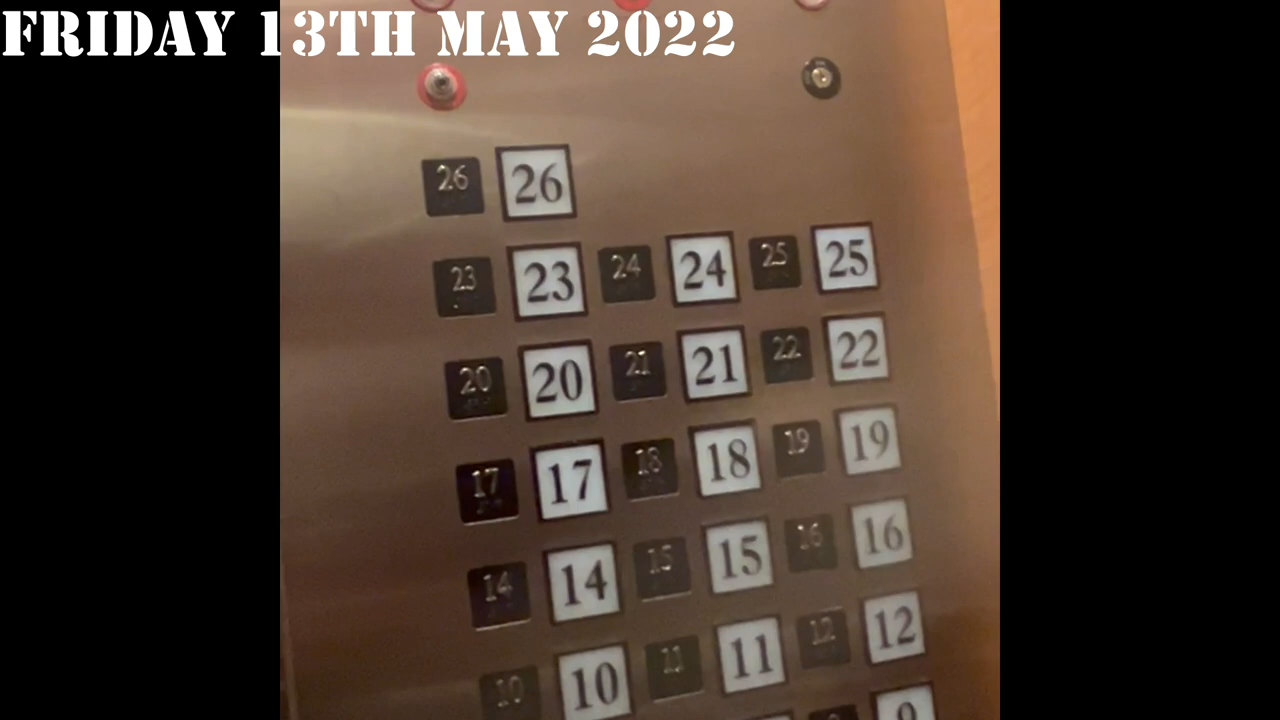 FRIDAY 13TH MAY 2022
26 26
23 23 24 24 25 25
20 20 21 21 22 22
17 17 18 18 19 19
14 14 15 15 16 16
10 10 11 11 12 12
9